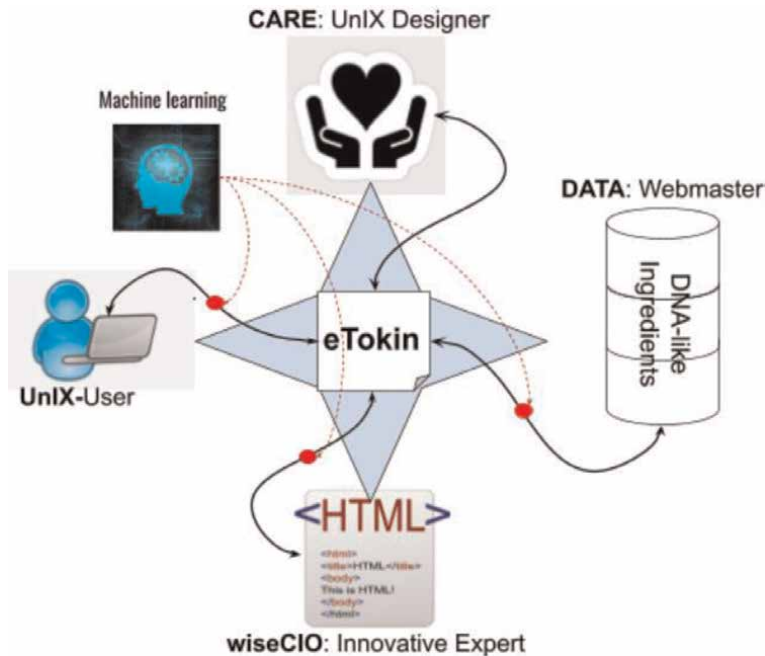 CARE: UnIX Designer
Machine learning
DATA: Webmaster
DNA-like
Ingredients
eTokin
UnIX-User
<HTML>
<html>
<title>HTML</title>
<body>
This is HTML!
</body>
</html>
wiseCIO: Innovative Expert